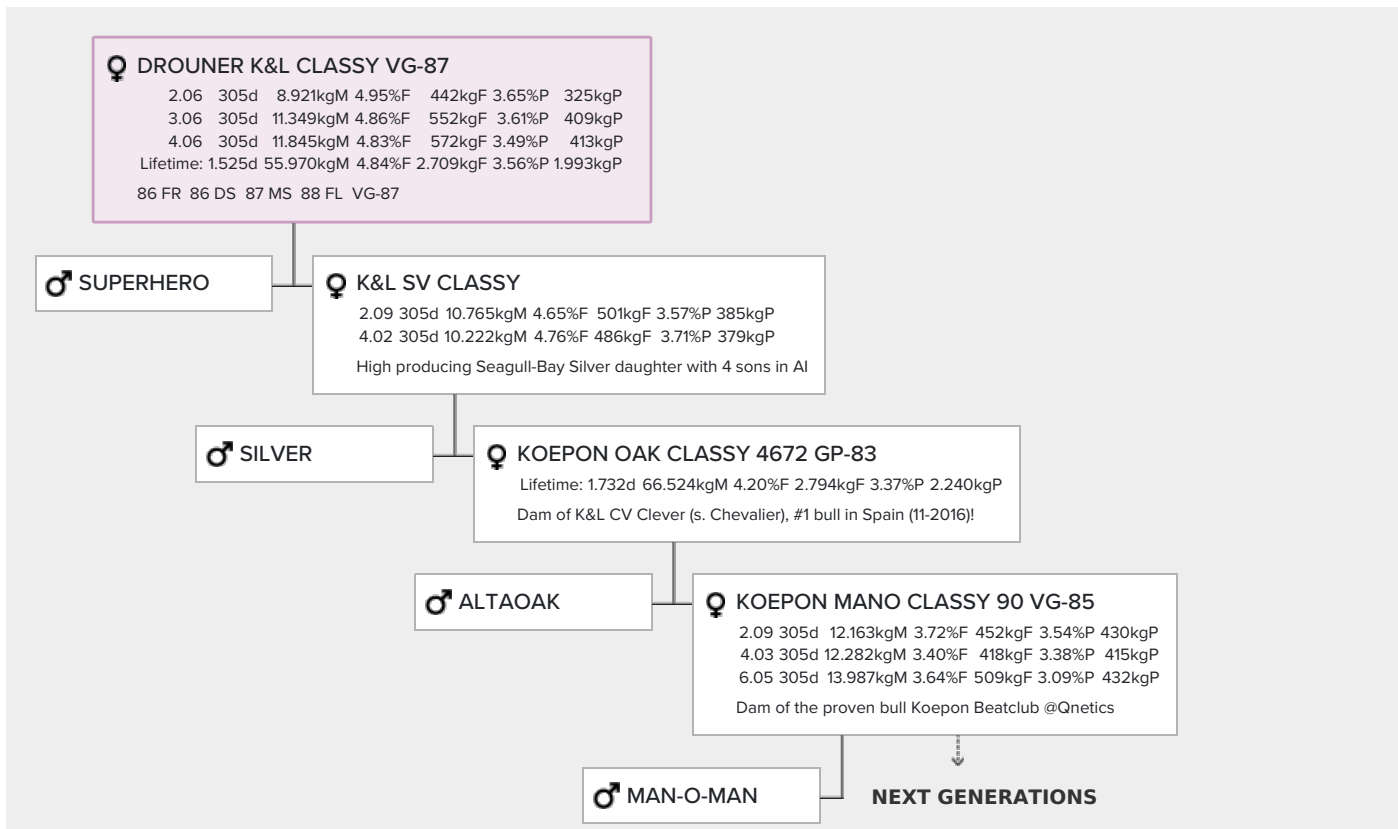 DROUNER K&L CLASSY VG-87
2.06 305d 8.921kgM 4.95%F 442kgF 3.65%P 325kgP
3.06 305d 11.349kgM 4.86%F 552kgF 3.61%P 409kgP
4.06 305d 11.845kgM 4.83%F 572kgF 3.49%P 413kgP
Lifetime: 1.525d 55.970kgM 4.84%F 2.709kgF 3.56%P 1.993kgP
86 FR 86 DS 87 MS 88 FL VG-87
SUPERHERO
K&L SV CLASSY
2.09 305d 10.765kgM 4.65%F 501kgF 3.57%P 385kgP
4.02 305d 10.222kgM 4.76%F 486kgF 3.71%P 379kgP
High producing Seagull-Bay Silver daughter with 4 sons in AI
SILVER
KOEPON OAK CLASSY 4672 GP-83
Lifetime: 1.732d 66.524kgM 4.20%F 2.794kgF 3.37%P 2.240kgP
Dam of K&L CV Clever (s. Chevalier), #1 bull in Spain (11-2016)!
ALTAOAK
KOEPON MANO CLASSY 90 VG-85
2.09 305d 12.163kgM 3.72%F 452kgF 3.54%P 430kgP
4.03 305d 12.282kgM 3.40%F 418kgF 3.38%P 415kgP
6.05 305d 13.987kgM 3.64%F 509kgF 3.09%P 432kgP
Dam of the proven bull Koepon Beatclub @Qnetics
MAN-O-MAN
NEXT GENERATIONS